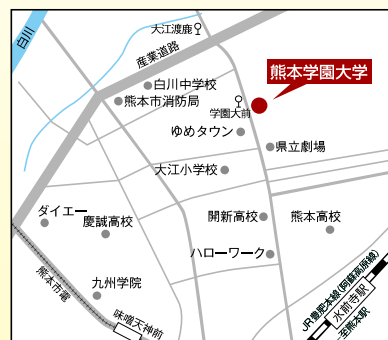 白川
大江渡鹿
産業道路
熊本学園大学
白川中学校
熊本市消防局
学園大前
ゆめタウン
県立劇場
大江小学校
ダイエー
慶誠高校
開新高校
熊本高校
ハローワーク
熊本市電
九州学院
味噌天神前
JR豊肥本線(阿蘇高原線)
水前寺駅
至熊本駅